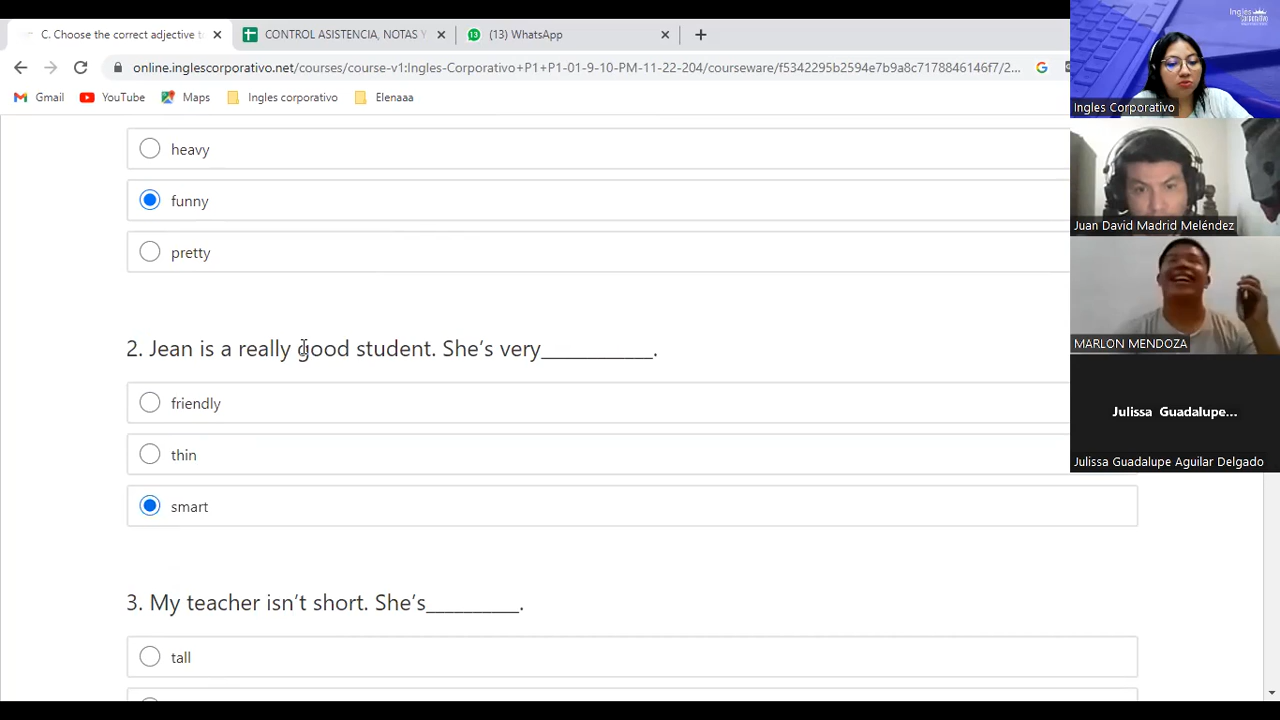 C. Choose the correct adjective t
CONTROL ASISTENCIA, NOTAS Y
(13) WhatsApp
online.inglescorporativo.net/courses/course-v1:Ingles-Corporativo+P1+P1-01-9-10-PM-11-22-204/courseware/f5342295b2594e7b9a8c7178846146f7/2...
Gmail
YouTube
Maps
Ingles corporativo
Elenaaa
heavy
funny
pretty
2. Jean is a really good student. She’s very___________.
friendly
thin
smart
3. My teacher isn’t short. She’s_________.
tall
Ingles
corporativo
Ingles Corporativo
Juan David Madrid Meléndez
MARLON MENDOZA
Julissa Guadalupe...
Julissa Guadalupe Aguilar Delgado